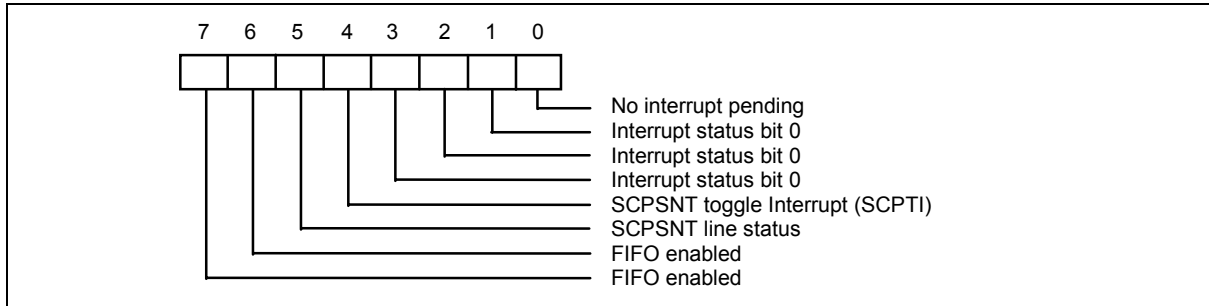 7 6 5 4 3 2 1 0
No interrupt pending
Interrupt status bit 0
Interrupt status bit 0
Interrupt status bit 0
SCPSNT toggle Interrupt (SCPTI)
SCPSNT line status
FIFO enabled
FIFO enabled